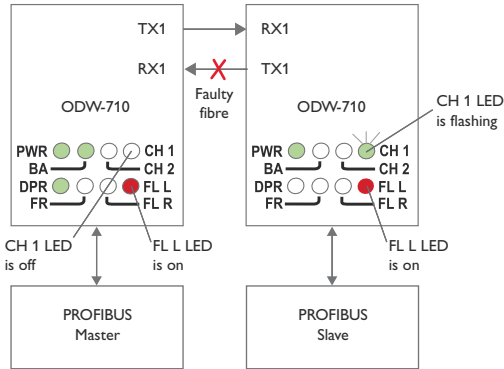 TX1
RX1
RX1
TX1
Faulty
fibre
ODW-710
ODW-710
CH 1 LED
is flashing
PWR
CH 1
BA
CH 2
DPR
FL L
FR
FL R
PWR
CH 1
BA
CH 2
DPR
FL L
FR
FL R
CH 1 LED
is off
FL L LED
is on
FL L LED
is on
PROFIBUS
Master
PROFIBUS
Slave